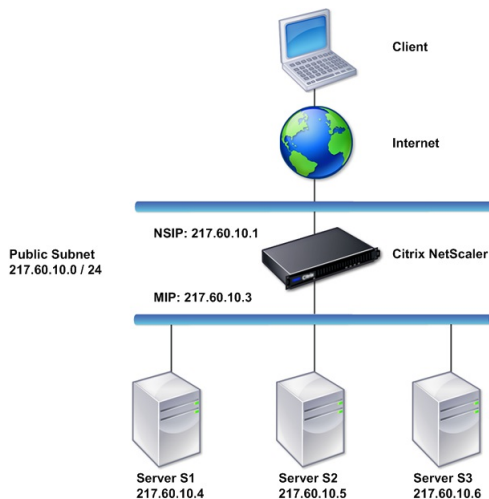 Client
Internet
NSIP: 217.60.10.1
Public Subnet
217.60.10.0 / 24
Citrix NetScaler
MIP: 217.60.10.3
Server S1
217.60.10.4
Server S2
217.60.10.5
Server S3
217.60.10.6